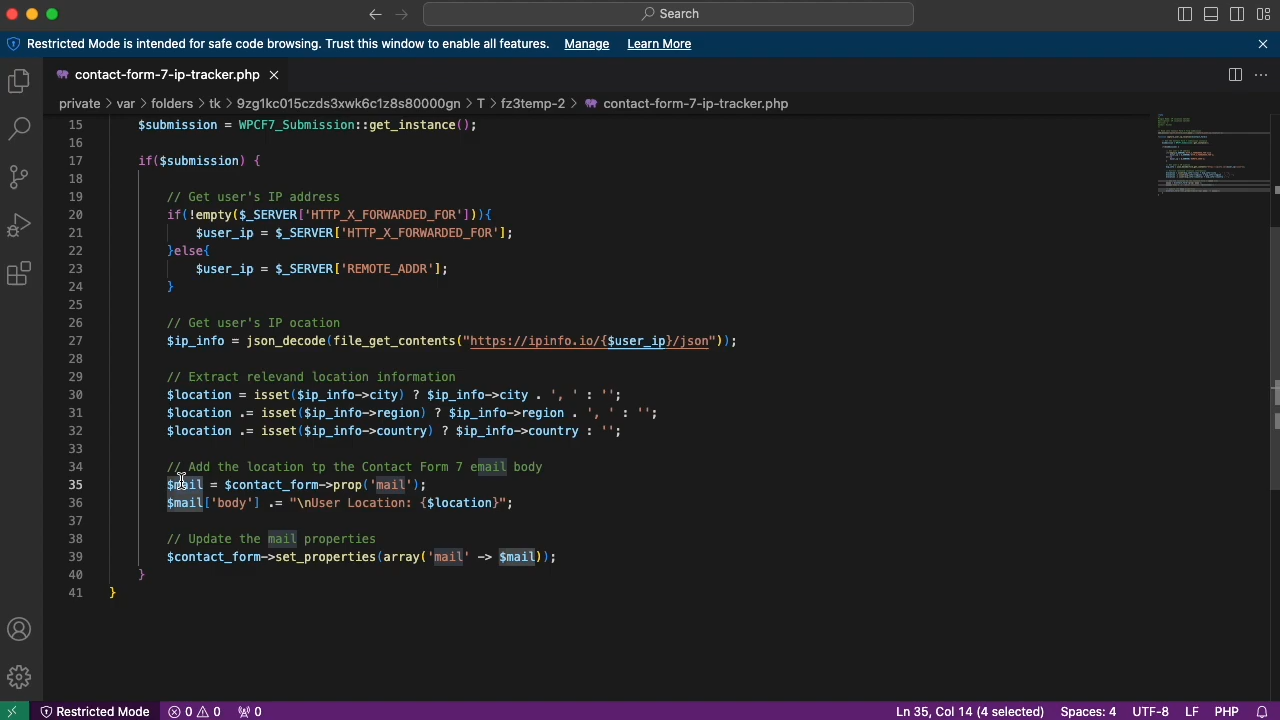 Search
Restricted Mode is intended for safe code browsing. Trust this window to enable all features. Manage Learn More
contact-form-7-ip-tracker.php
private > var > folders > tk > 9zg1kc015czds3xwk6c1z8s80000gn > T > fz3temp-2 > contact-form-7-ip-tracker.php
15 $submission = WPCF7_Submission::get_instance();
16
17 if($submission) {
18
19 // Get user's IP address
20 if(!empty($_SERVER['HTTP_X_FORWARDED_FOR'])){
21 $user_ip = $_SERVER['HTTP_X_FORWARDED_FOR'];
22 }else{
23 $user_ip = $_SERVER['REMOTE_ADDR'];
24 }
25
26 // Get user's IP ocation
27 $ip_info = json_decode(file_get_contents("https://ipinfo.io/{$user_ip}/json"));
28
29 // Extract relevand location information
30 $location = isset($ip_info->city) ? $ip_info->city . ', ' : '';
31 $location .= isset($ip_info->region) ? $ip_info->region . ', ' : '';
32 $location .= isset($ip_info->country) ? $ip_info->country : '';
33
34 // Add the location tp the Contact Form 7 email body
35 $mail = $contact_form->prop('mail');
36 $mail['body'] .= "\nUser Location: {$location}";
37
38 // Update the mail properties
39 $contact_form->set_properties(array('mail' -> $mail));
40 }
41 }
Restricted Mode 0 0 0 Ln 35, Col 14 (4 selected) Spaces: 4 UTF-8 LF PHP